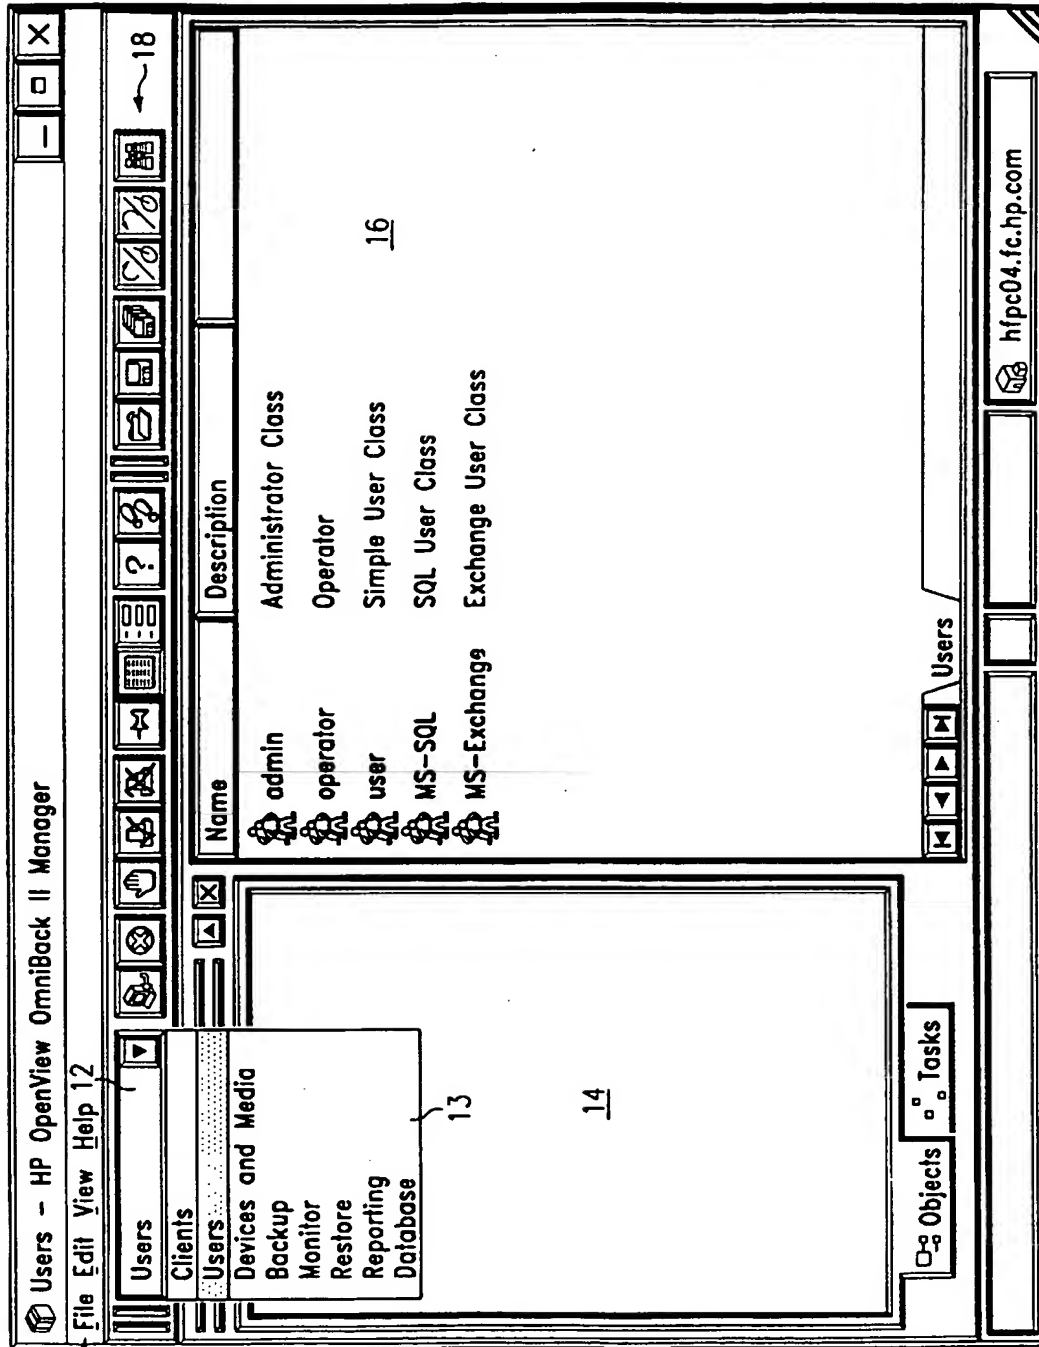 Users - HP OpenView OmniBack II Manager
File Edit View Help 12
18
Users
Clients
Users
Devices and Media
Backup
Monitor
Restore
Reporting
Database
13
14
Objects
Tasks
?
Name Description
admin Administrator Class
operator Operator
user Simple User Class
MS-SQL SQL User Class
MS-Exchange Exchange User Class
16
Users
hfpc04.fc.hp.com